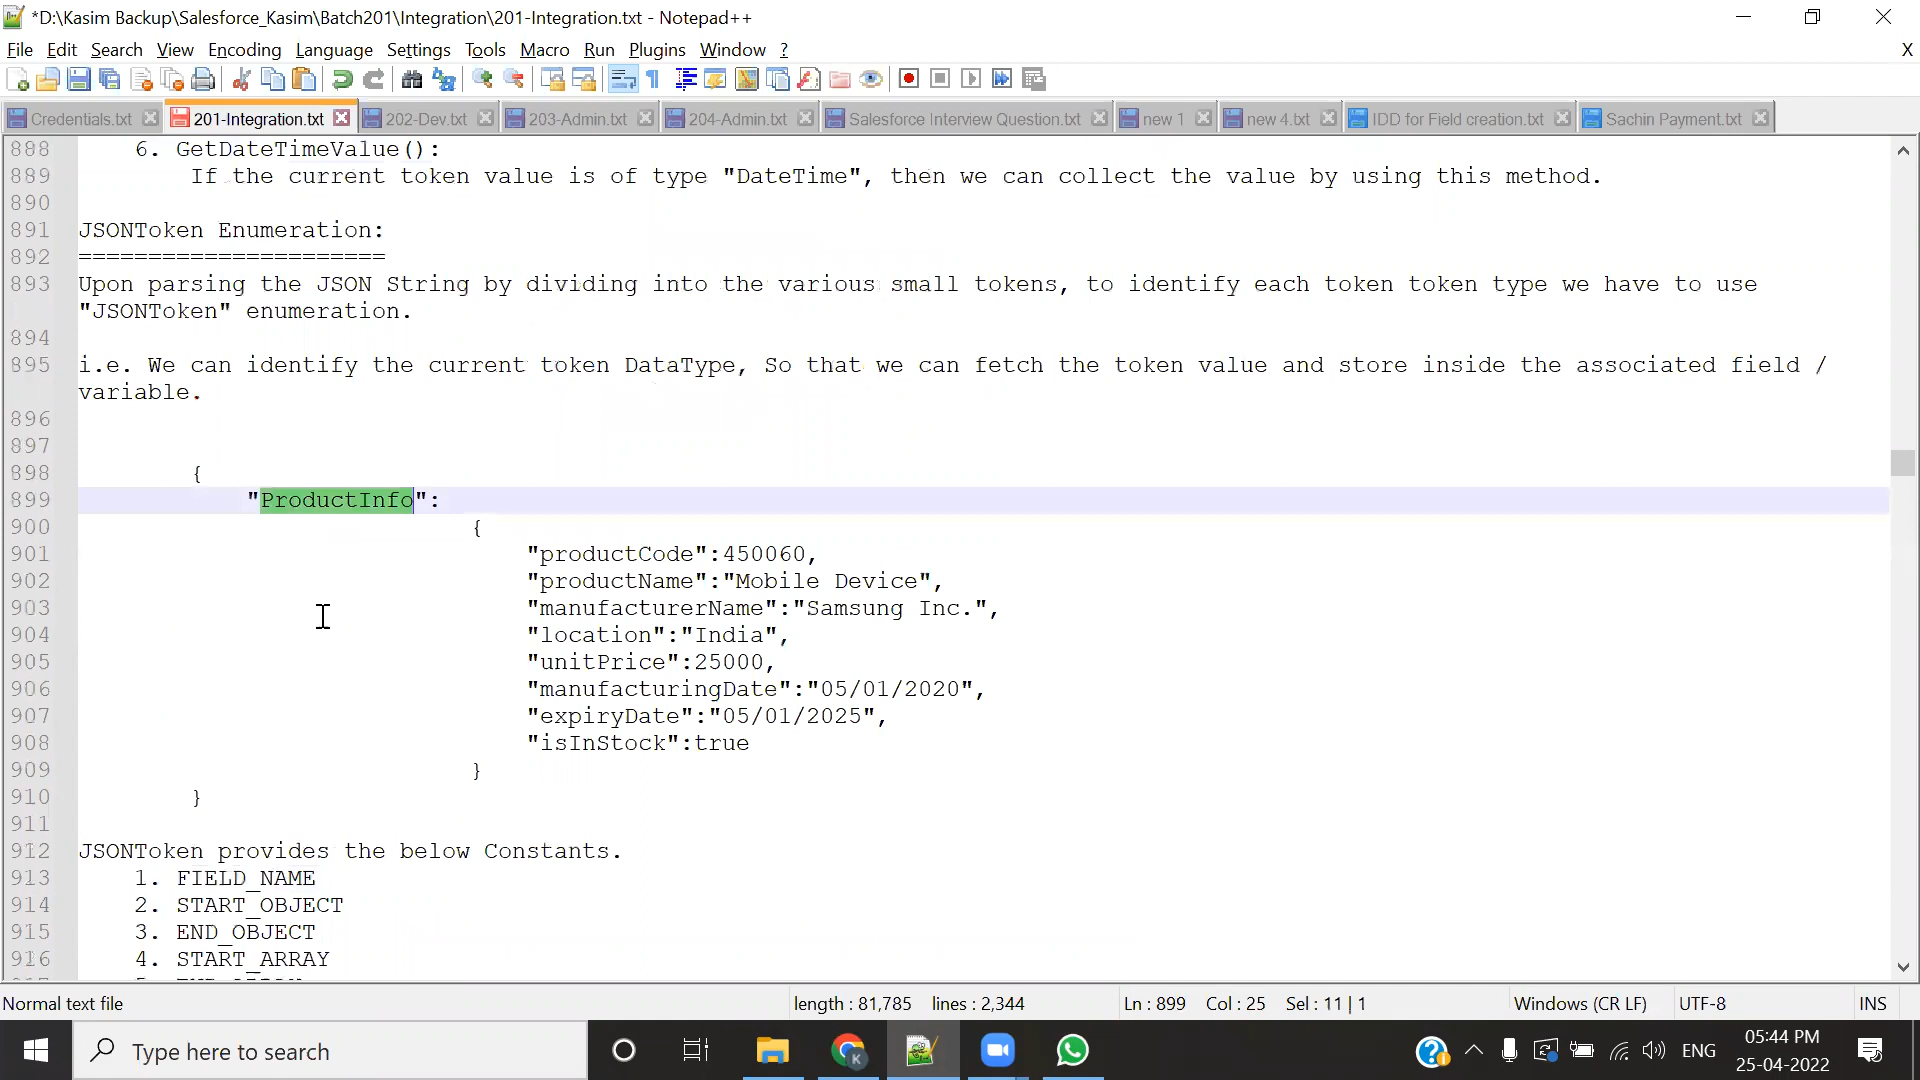 *D:\Kasim Backup\Salesforce_Kasim\Batch201\Integration\201-Integration.txt - Notepad++
File Edit Search View Encoding Language Settings Tools Macro Run Plugins Window ? X
Credentials.txt 201-Integration.txt 202-Dev.txt 203-Admin.txt 204-Admin.txt Salesforce Interview Question.txt new 1 new 4.txt IDD for Field creation.txt Sachin Payment.txt
888 6. GetDateTimeValue():
889 If the current token value is of type "DateTime", then we can collect the value by using this method.
890
891 JSONToken Enumeration:
892 ======================
893 Upon parsing the JSON String by dividing into the various small tokens, to identify each token token type we have to use
"JSONToken" enumeration.
894
895 i.e. We can identify the current token DataType, So that we can fetch the token value and store inside the associated field /
variable.
896
897
898 {
899 "ProductInfo":
900 {
901 "productCode":450060,
902 "productName":"Mobile Device",
903 "manufacturerName":"Samsung Inc.",
904 "location":"India",
905 "unitPrice":25000,
906 "manufacturingDate":"05/01/2020",
907 "expiryDate":"05/01/2025",
908 "isInStock":true
909 }
910 }
911
912 JSONToken provides the below Constants.
913 1. FIELD_NAME
914 2. START_OBJECT
915 3. END_OBJECT
916 4. START_ARRAY
Normal text file length : 81,785 lines : 2,344 Ln : 899 Col : 25 Sel : 11 | 1 Windows (CR LF) UTF-8 INS
Type here to search
ENG
05:44 PM
25-04-2022